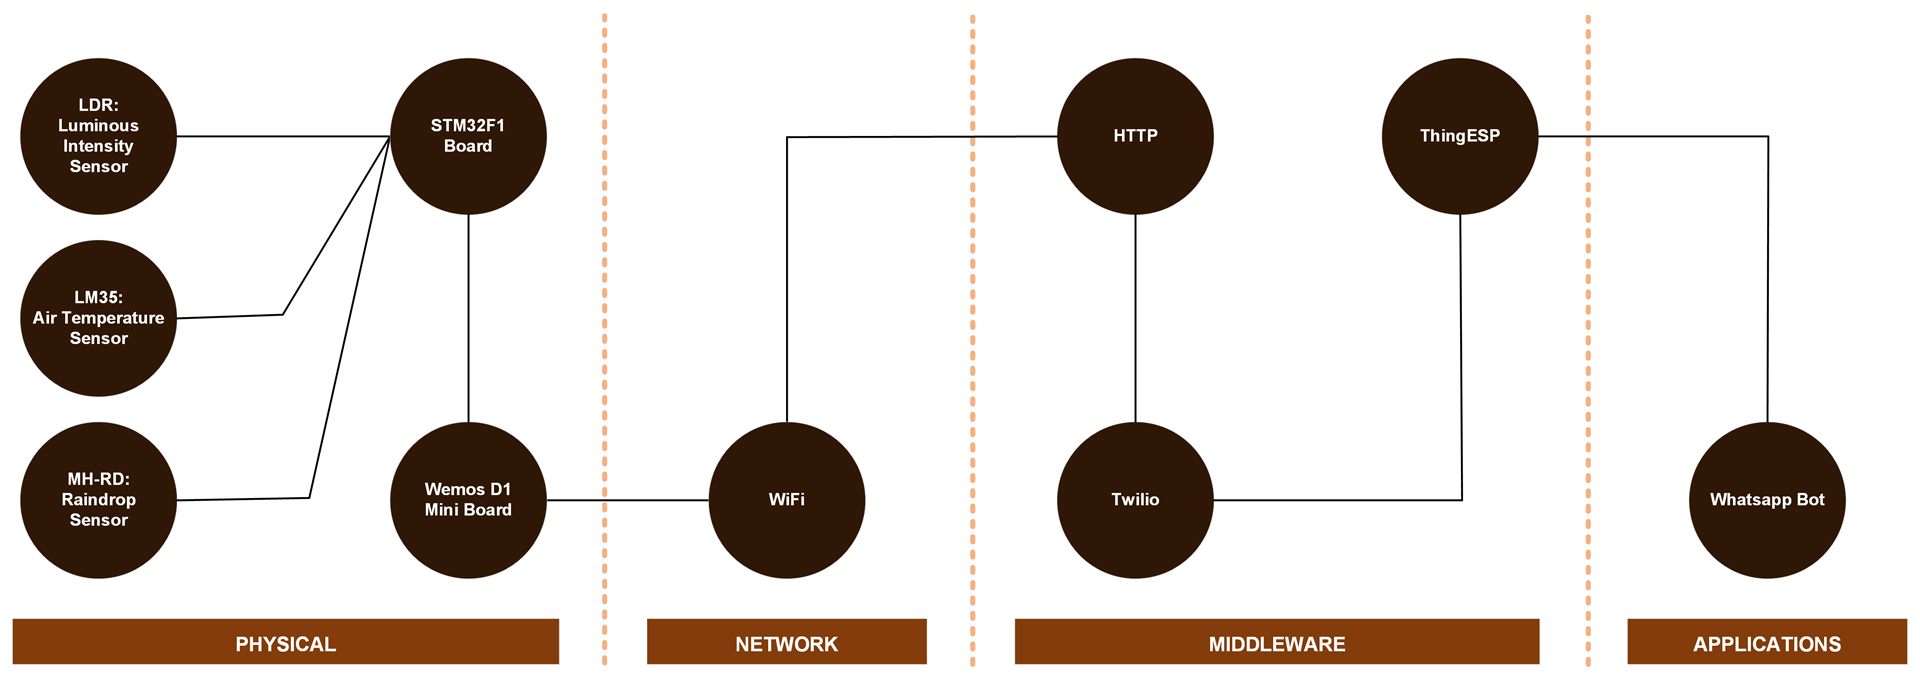 LDR:
Luminous
Intensity
Sensor
LM35:
Air Temperature
Sensor
MH-RD:
Raindrop
Sensor
STM32F1
Board
Wemos D1
Mini Board
WiFi
HTTP
Twilio
ThingESP
Whatsapp Bot
PHYSICAL
NETWORK
MIDDLEWARE
APPLICATIONS